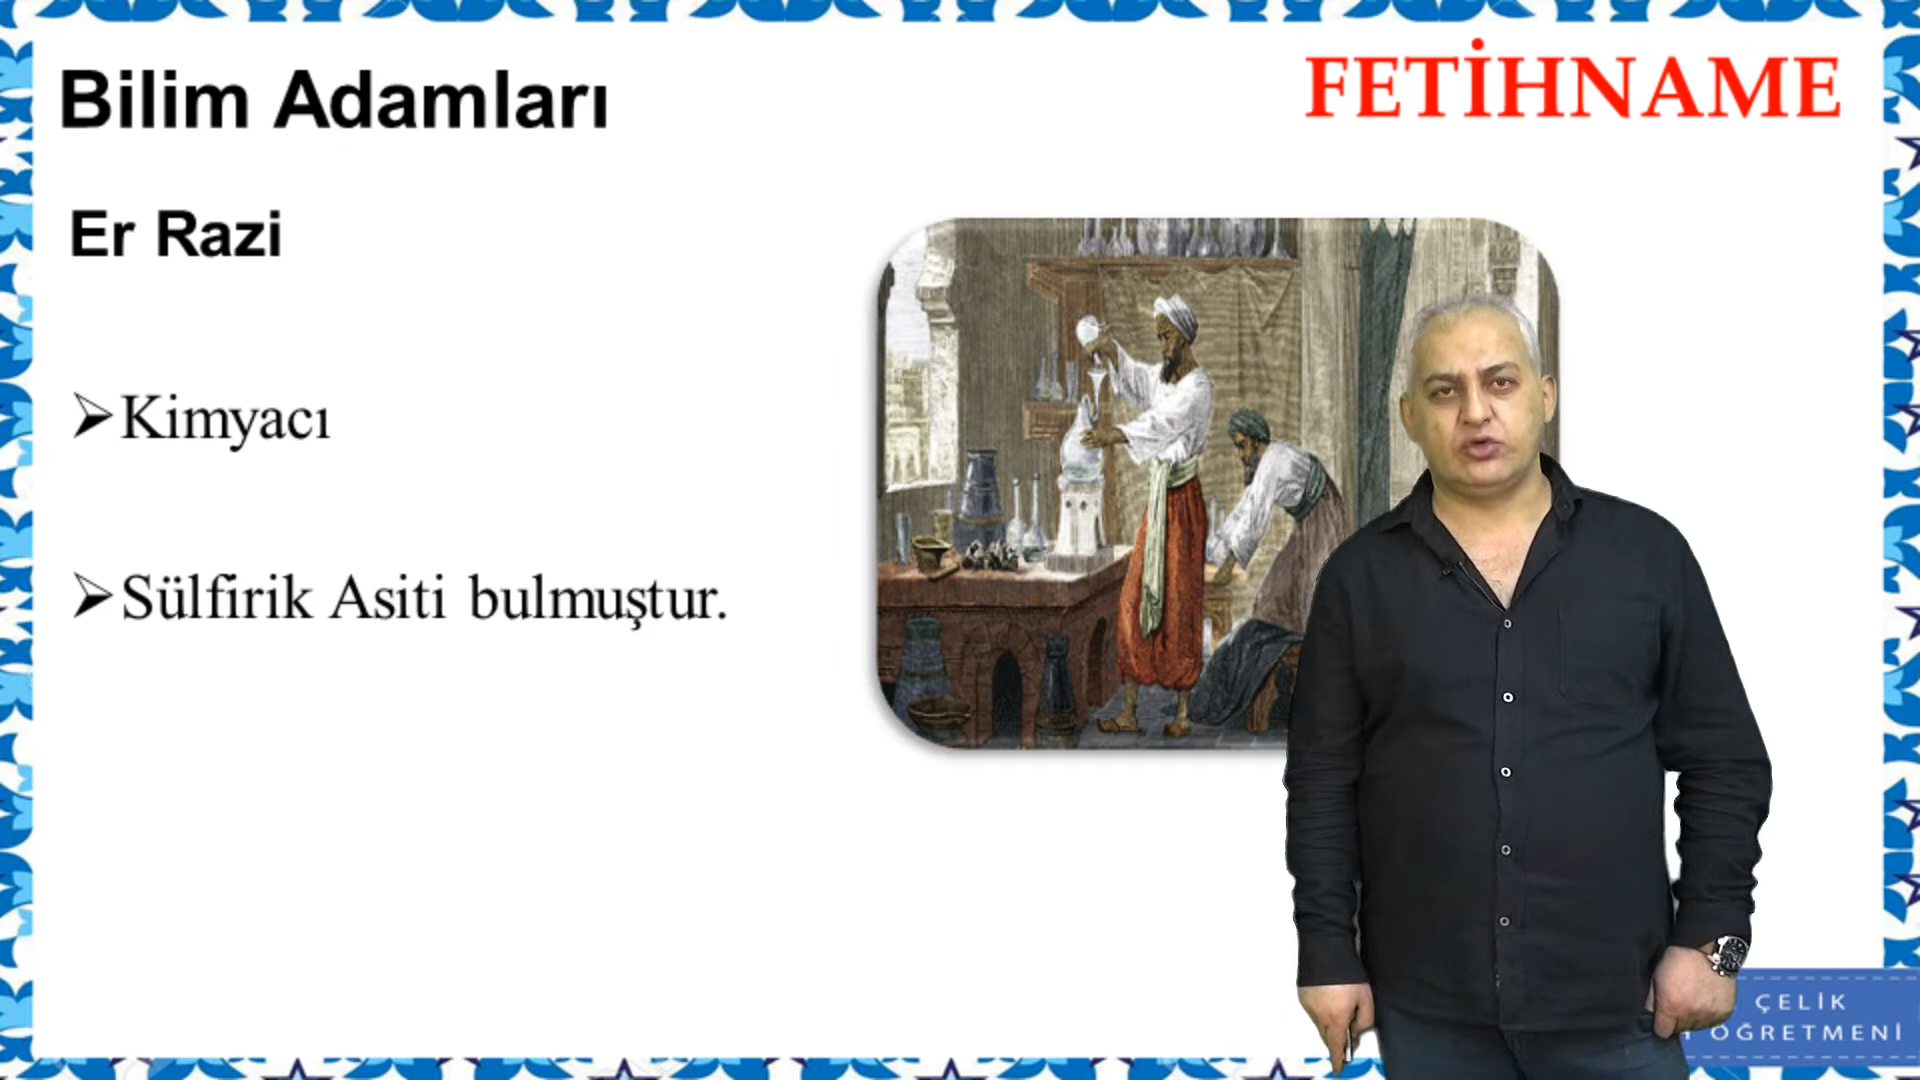 Bilim Adamları
FETİHNAME
Er Razi
➢Kimyacı
➢Sülfirik Asiti bulmuştur.
ÇELİK
ÖĞRETMENİ